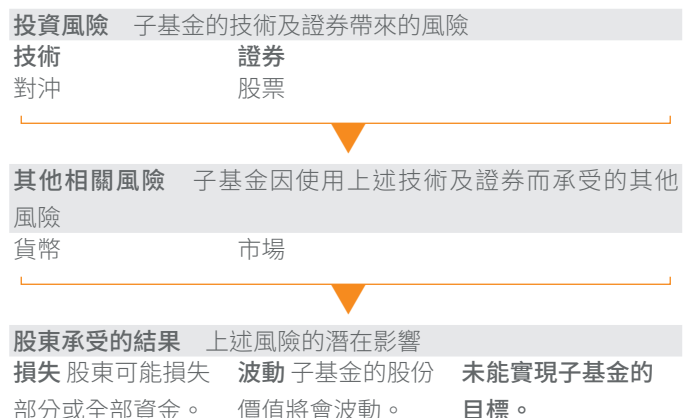 投資風險 子基金的技術及證券帶來的風險
技術 證券
對沖 股票
其他相關風險 子基金因使用上述技術及證券而承受的其他
風險
貨幣 市場
股東承受的結果 上述風險的潛在影響
損失 股東可能損失 波動 子基金的股份 未能實現子基金的
部分或全部資金。 價值將會波動。 目標。